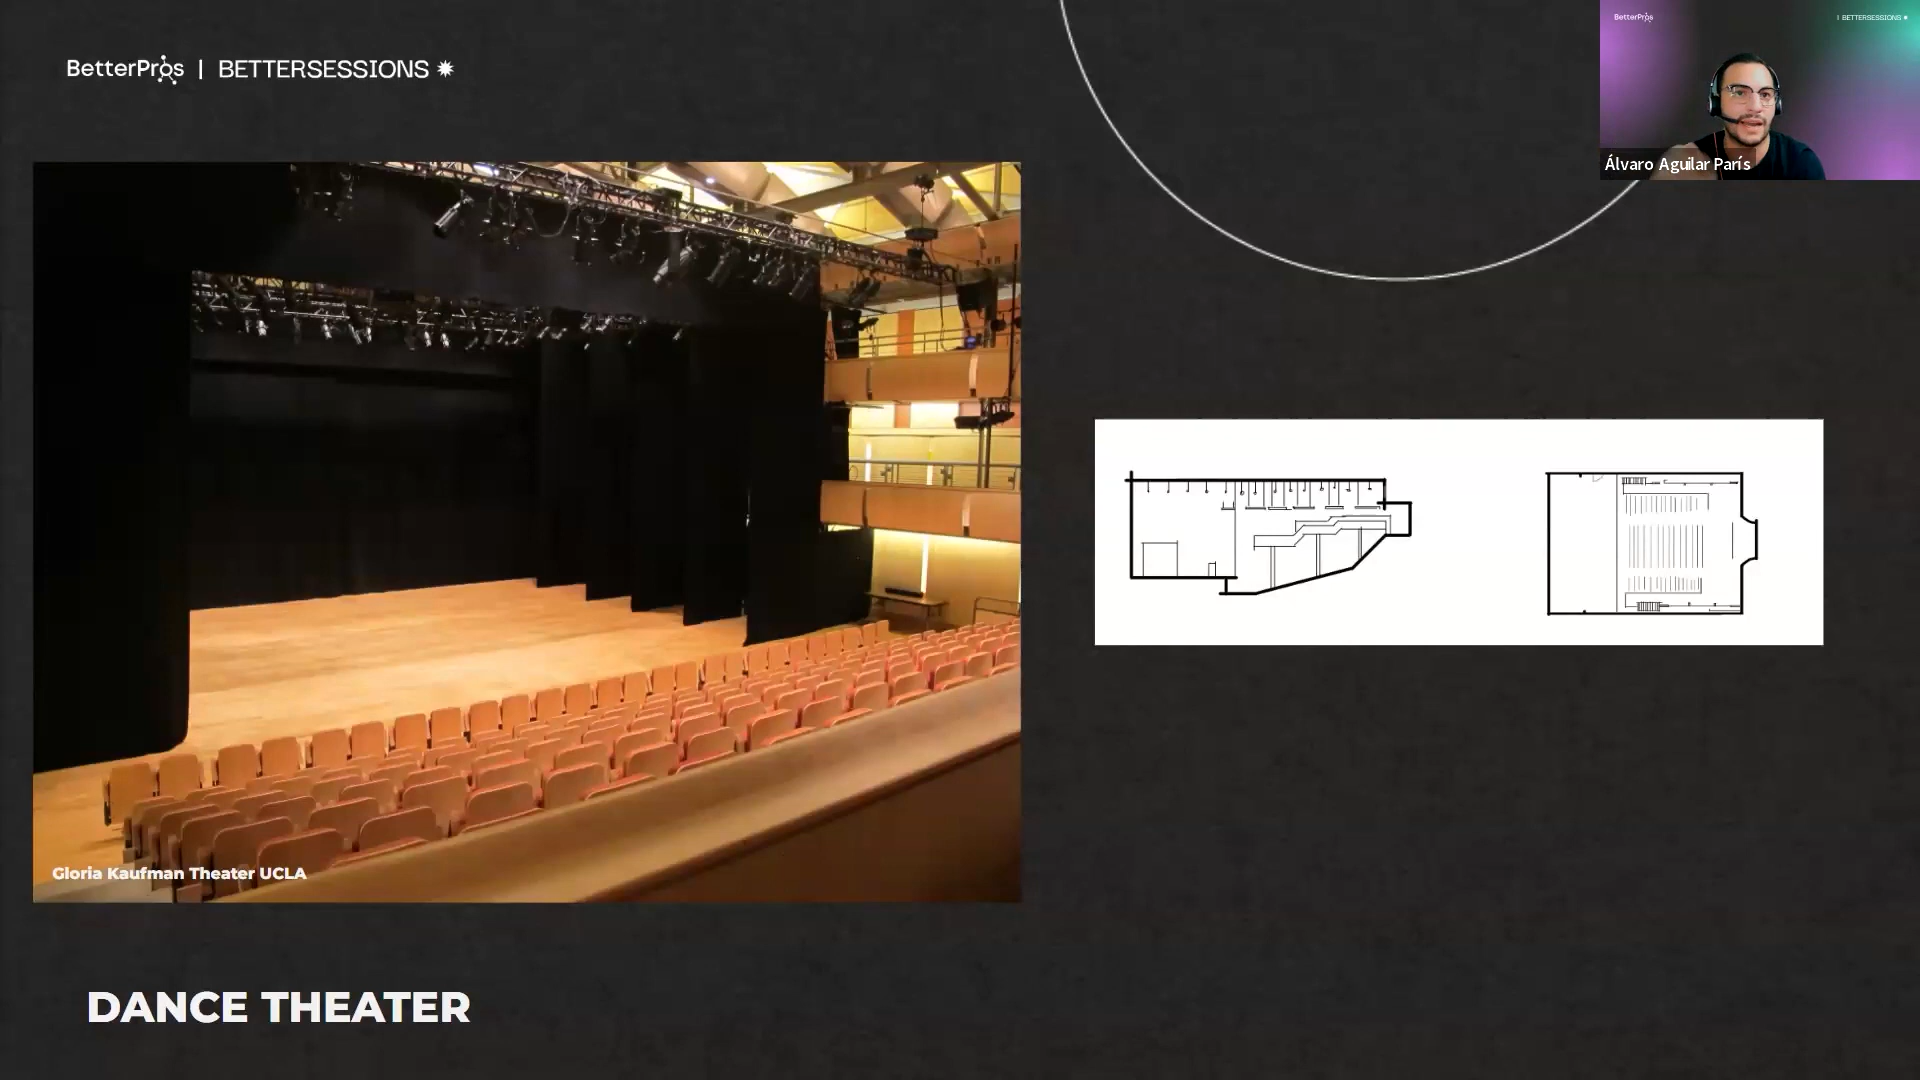 BetterPros | BETTERSESSIONS
BetterPros | BETTERSESSIONS
Álvaro Aguilar París
Gloria Kaufman Theater UCLA
DANCE THEATER